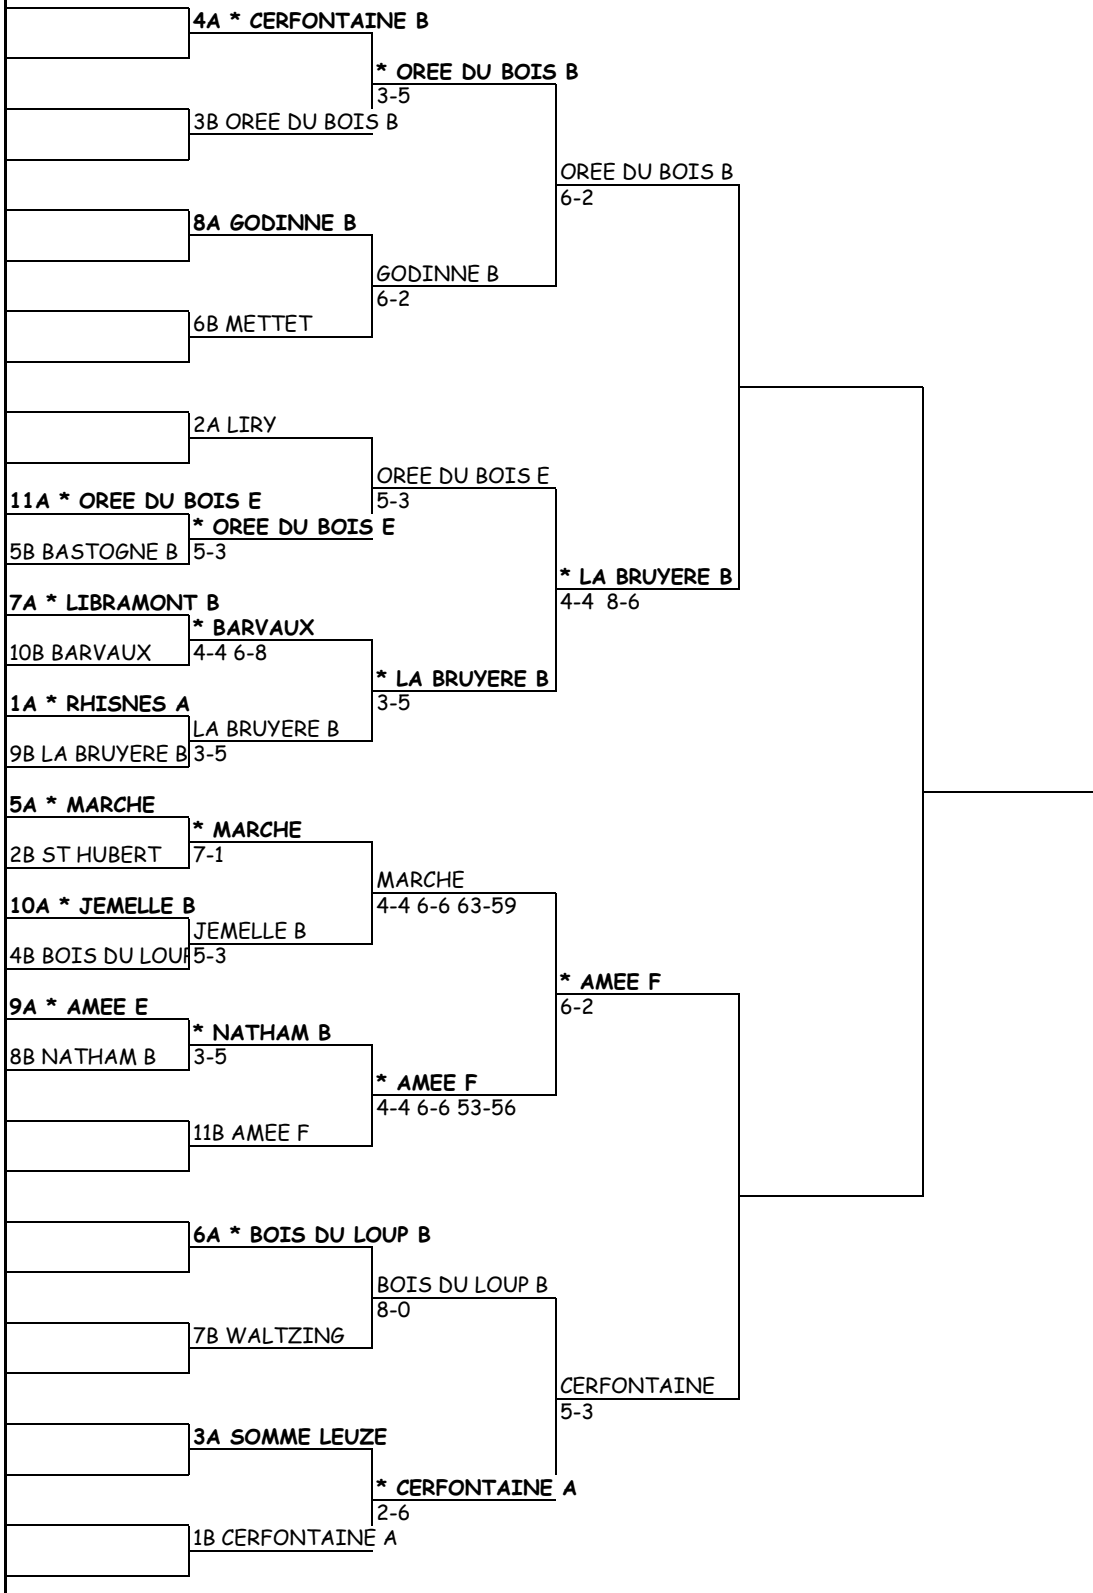 4A * CERFONTAINE B
* OREE DU BOIS B
3-5
3B OREE DU BOIS B
OREE DU BOIS B
6-2
8A GODINNE B
GODINNE B
6-2
6B METTET
2A LIRY
OREE DU BOIS E
5-3
11A * OREE DU BOIS E
* OREE DU BOIS E
5B BASTOGNE B
5-3
* LA BRUYERE B
4-4 8-6
7A * LIBRAMONT B
* BARVAUX
10B BARVAUX
4-4 6-8
* LA BRUYERE B
3-5
1A * RHISNES A
LA BRUYERE B
9B LA BRUYERE B
3-5
5A * MARCHE
* MARCHE
2B ST HUBERT
7-1
MARCHE
4-4 6-6 63-59
10A * JEMELLE B
JEMELLE B
4B BOIS DU LOUP
5-3
* AMEE F
6-2
9A * AMEE E
* NATHAM B
8B NATHAM B
3-5
* AMEE F
4-4 6-6 53-56
11B AMEE F
6A * BOIS DU LOUP B
BOIS DU LOUP B
8-0
7B WALTZING
CERFONTAINE
5-3
3A SOMME LEUZE
* CERFONTAINE A
2-6
1B CERFONTAINE A